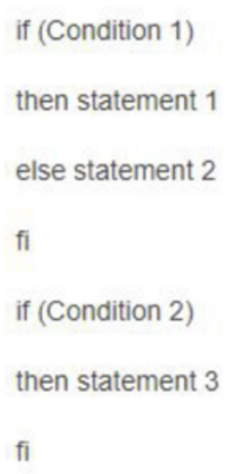 if (Condition 1)
then statement 1
else statement 2
fi
if (Condition 2)
then statement 3
fi